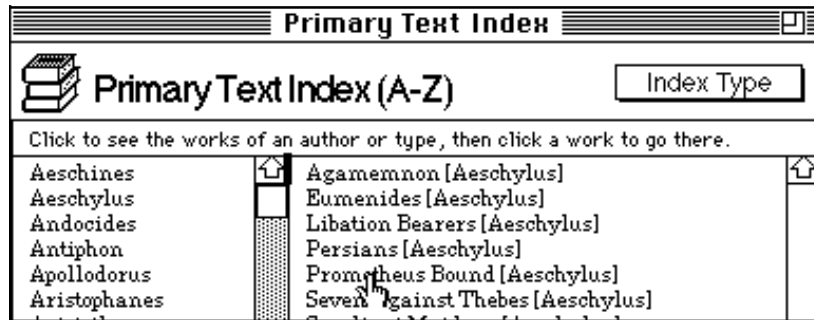 Primary Text Index
Primary Text Index (A-Z)
Index Type
Click to see the works of an author or type, then click a work to go there.
Aeschines
Aeschylus
Andocides
Antiphon
Apollodorus
Aristophanes
Agamemnon [Aeschylus]
Eumenides [Aeschylus]
Libation Bearers [Aeschylus]
Persians [Aeschylus]
Prometheus Bound [Aeschylus]
Seven Against Thebes [Aeschylus]